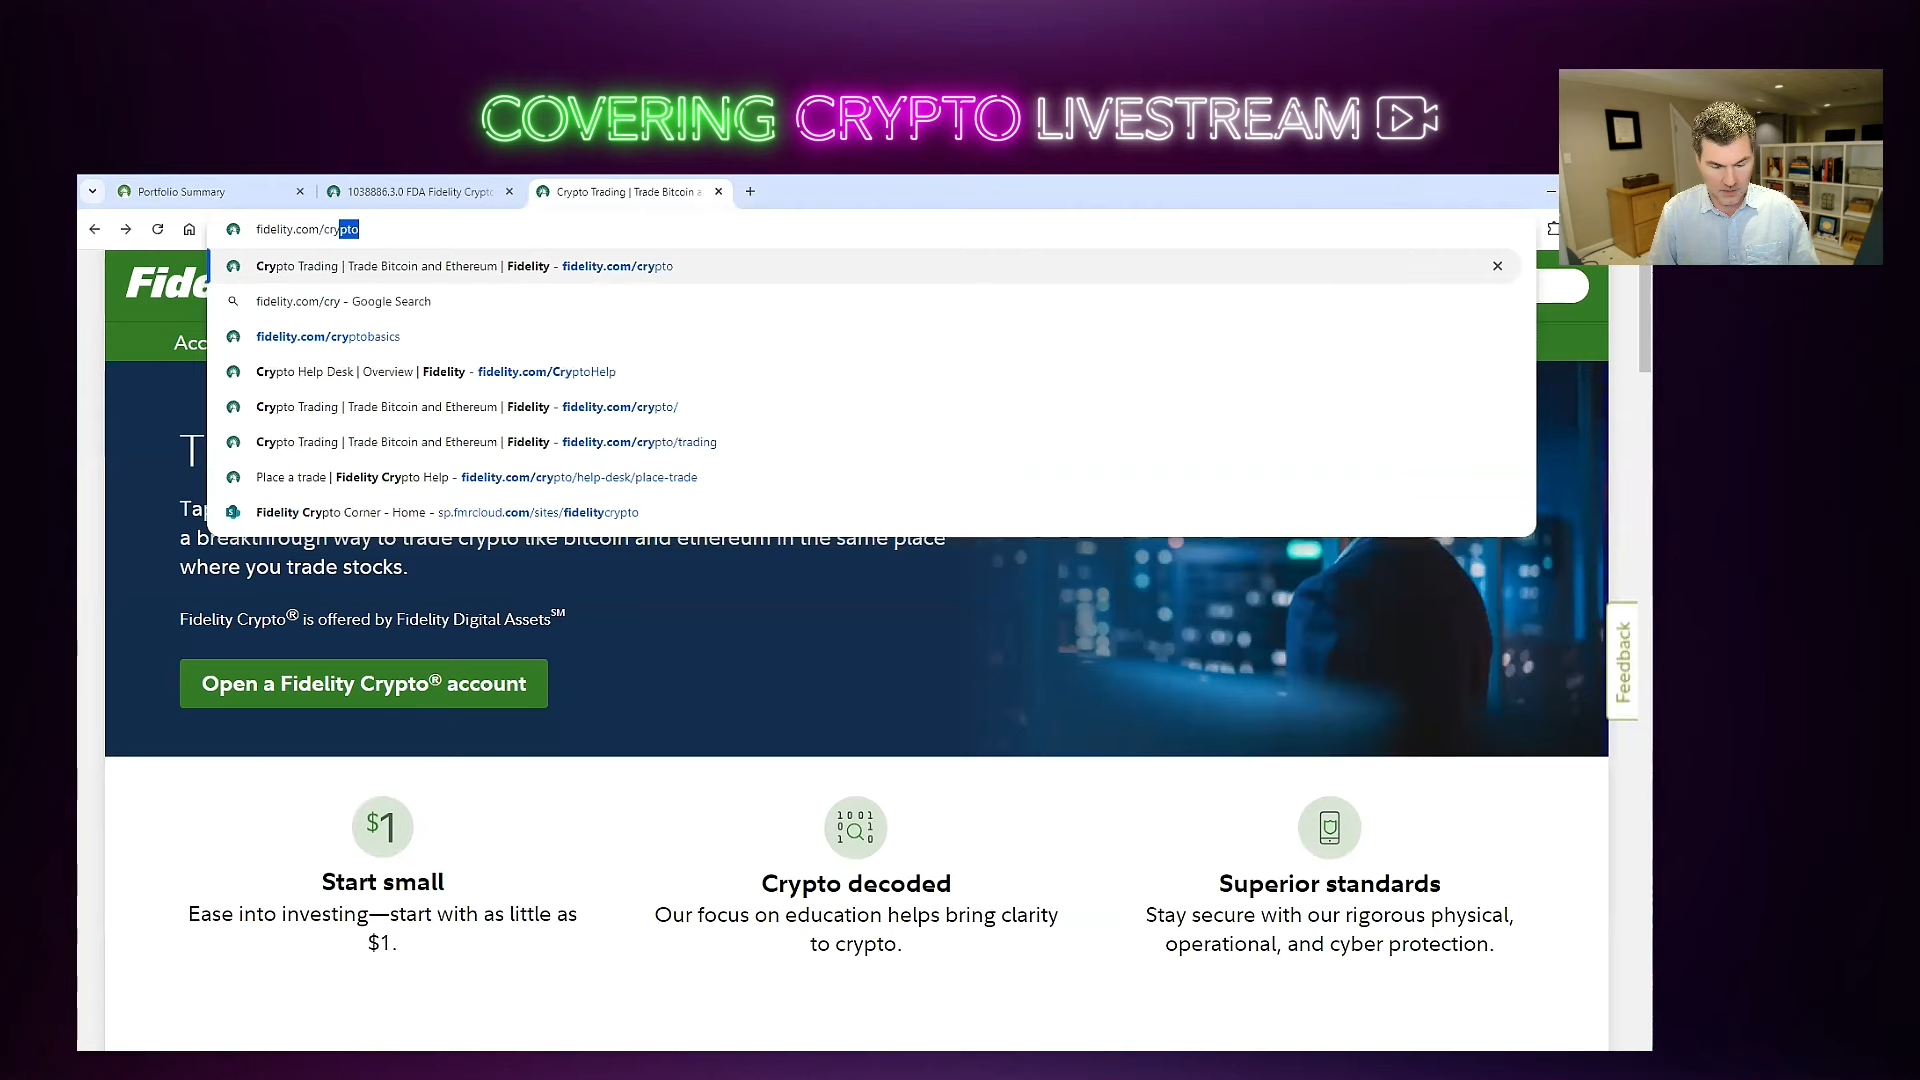 COVERING CRYPTO LIVESTREAM
Portfolio Summary
1038886.3.0 FDA Fidelity Crypto
Crypto Trading | Trade Bitcoin a
fidelity.com/crypto
Crypto Trading | Trade Bitcoin and Ethereum | Fidelity - fidelity.com/crypto
fidelity.com/cry - Google Search
fidelity.com/cryptobasics
Crypto Help Desk | Overview | Fidelity - fidelity.com/CryptoHelp
Crypto Trading | Trade Bitcoin and Ethereum | Fidelity - fidelity.com/crypto/
Crypto Trading | Trade Bitcoin and Ethereum | Fidelity - fidelity.com/crypto/trading
Place a trade | Fidelity Crypto Help - fidelity.com/crypto/help-desk/place-trade
Fidelity Crypto Corner - Home - sp.fmrcloud.com/sites/fidelitycrypto
Fide
Acc
T
Tap
a breakthrough way to trade crypto like bitcoin and ethereum in the same place
where you trade stocks.
Fidelity Crypto® is offered by Fidelity Digital Assets℠
Open a Fidelity Crypto® account
Feedback
$1
1001
0 1
1 0
Start small
Ease into investing—start with as little as
$1.
Crypto decoded
Our focus on education helps bring clarity
to crypto.
Superior standards
Stay secure with our rigorous physical,
operational, and cyber protection.